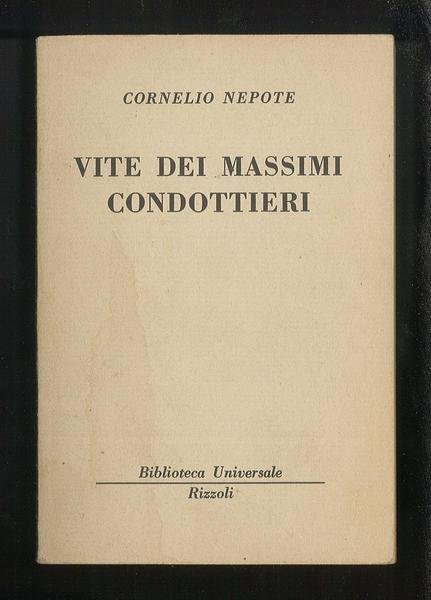 CORNELIO NEPOTE
VITE DEI MASSIMI
CONDOTTIERI
Biblioteca Universale
Rizzoli